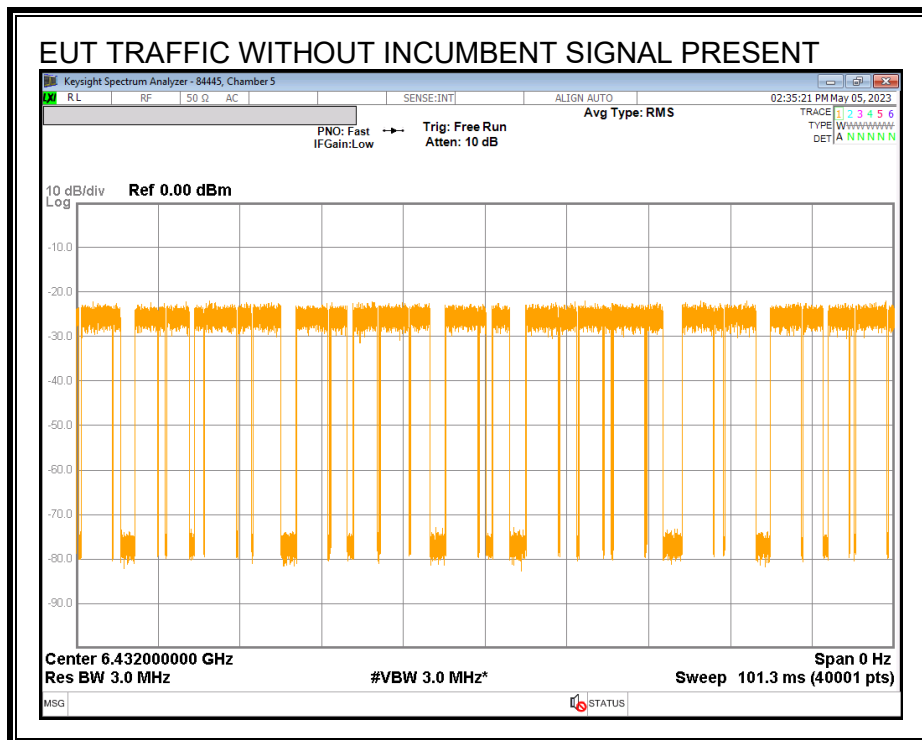 EUT TRAFFIC WITHOUT INCUMBENT SIGNAL PRESENT
Keysight Spectrum Analyzer - 84445, Chamber 5
LXI RL RF 50 Ω AC SENSE:INT ALIGN AUTO 02:35:21 PM May 05, 2023
Avg Type: RMS TRACE 1 2 3 4 5 6
PNO: Fast Trig: Free Run TYPE WWWWWW
IFGain:Low Atten: 10 dB DET A N N N N N
10 dB/div Ref 0.00 dBm
Log
-10.0
-20.0
-30.0
-40.0
-50.0
-60.0
-70.0
-80.0
-90.0
Center 6.432000000 GHz Span 0 Hz
Res BW 3.0 MHz #VBW 3.0 MHz* Sweep 101.3 ms (40001 pts)
MSG STATUS